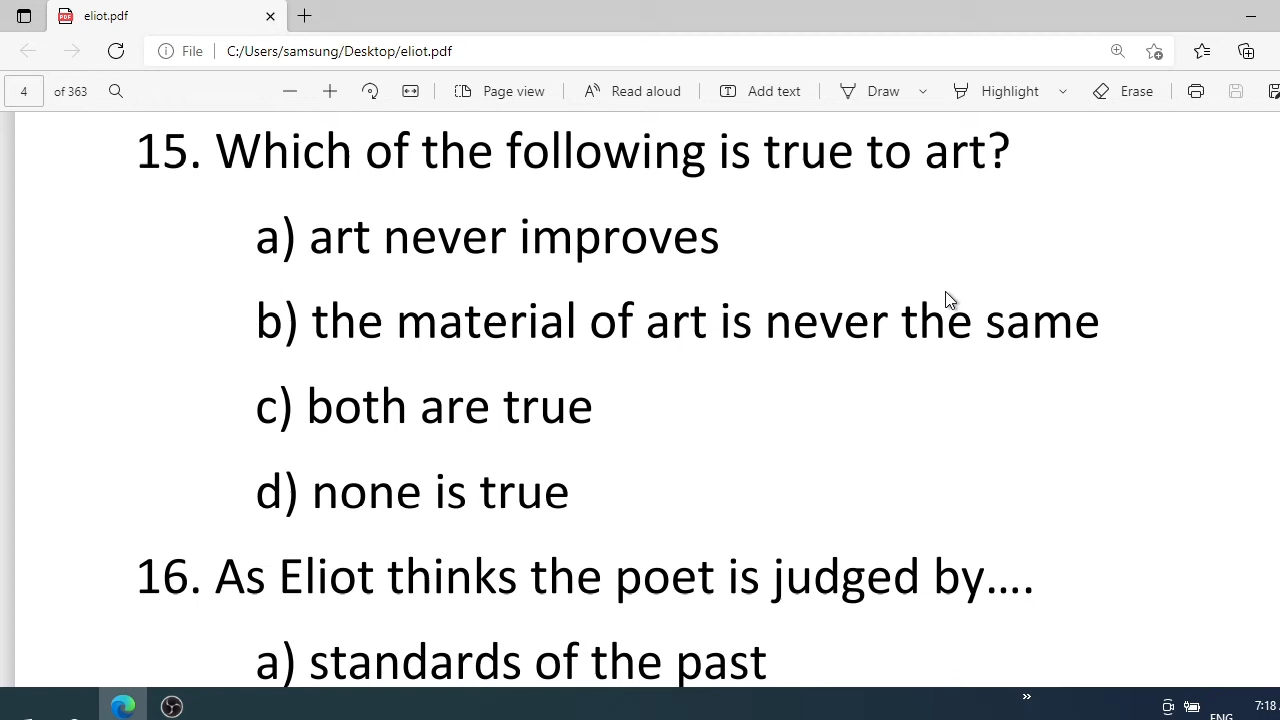 eliot.pdf
File C:/Users/samsung/Desktop/eliot.pdf
4 of 363 Page view Read aloud Add text Draw Highlight Erase
15. Which of the following is true to art?
a) art never improves
b) the material of art is never the same
c) both are true
d) none is true
16. As Eliot thinks the poet is judged by....
a) standards of the past
» ENG 7:18